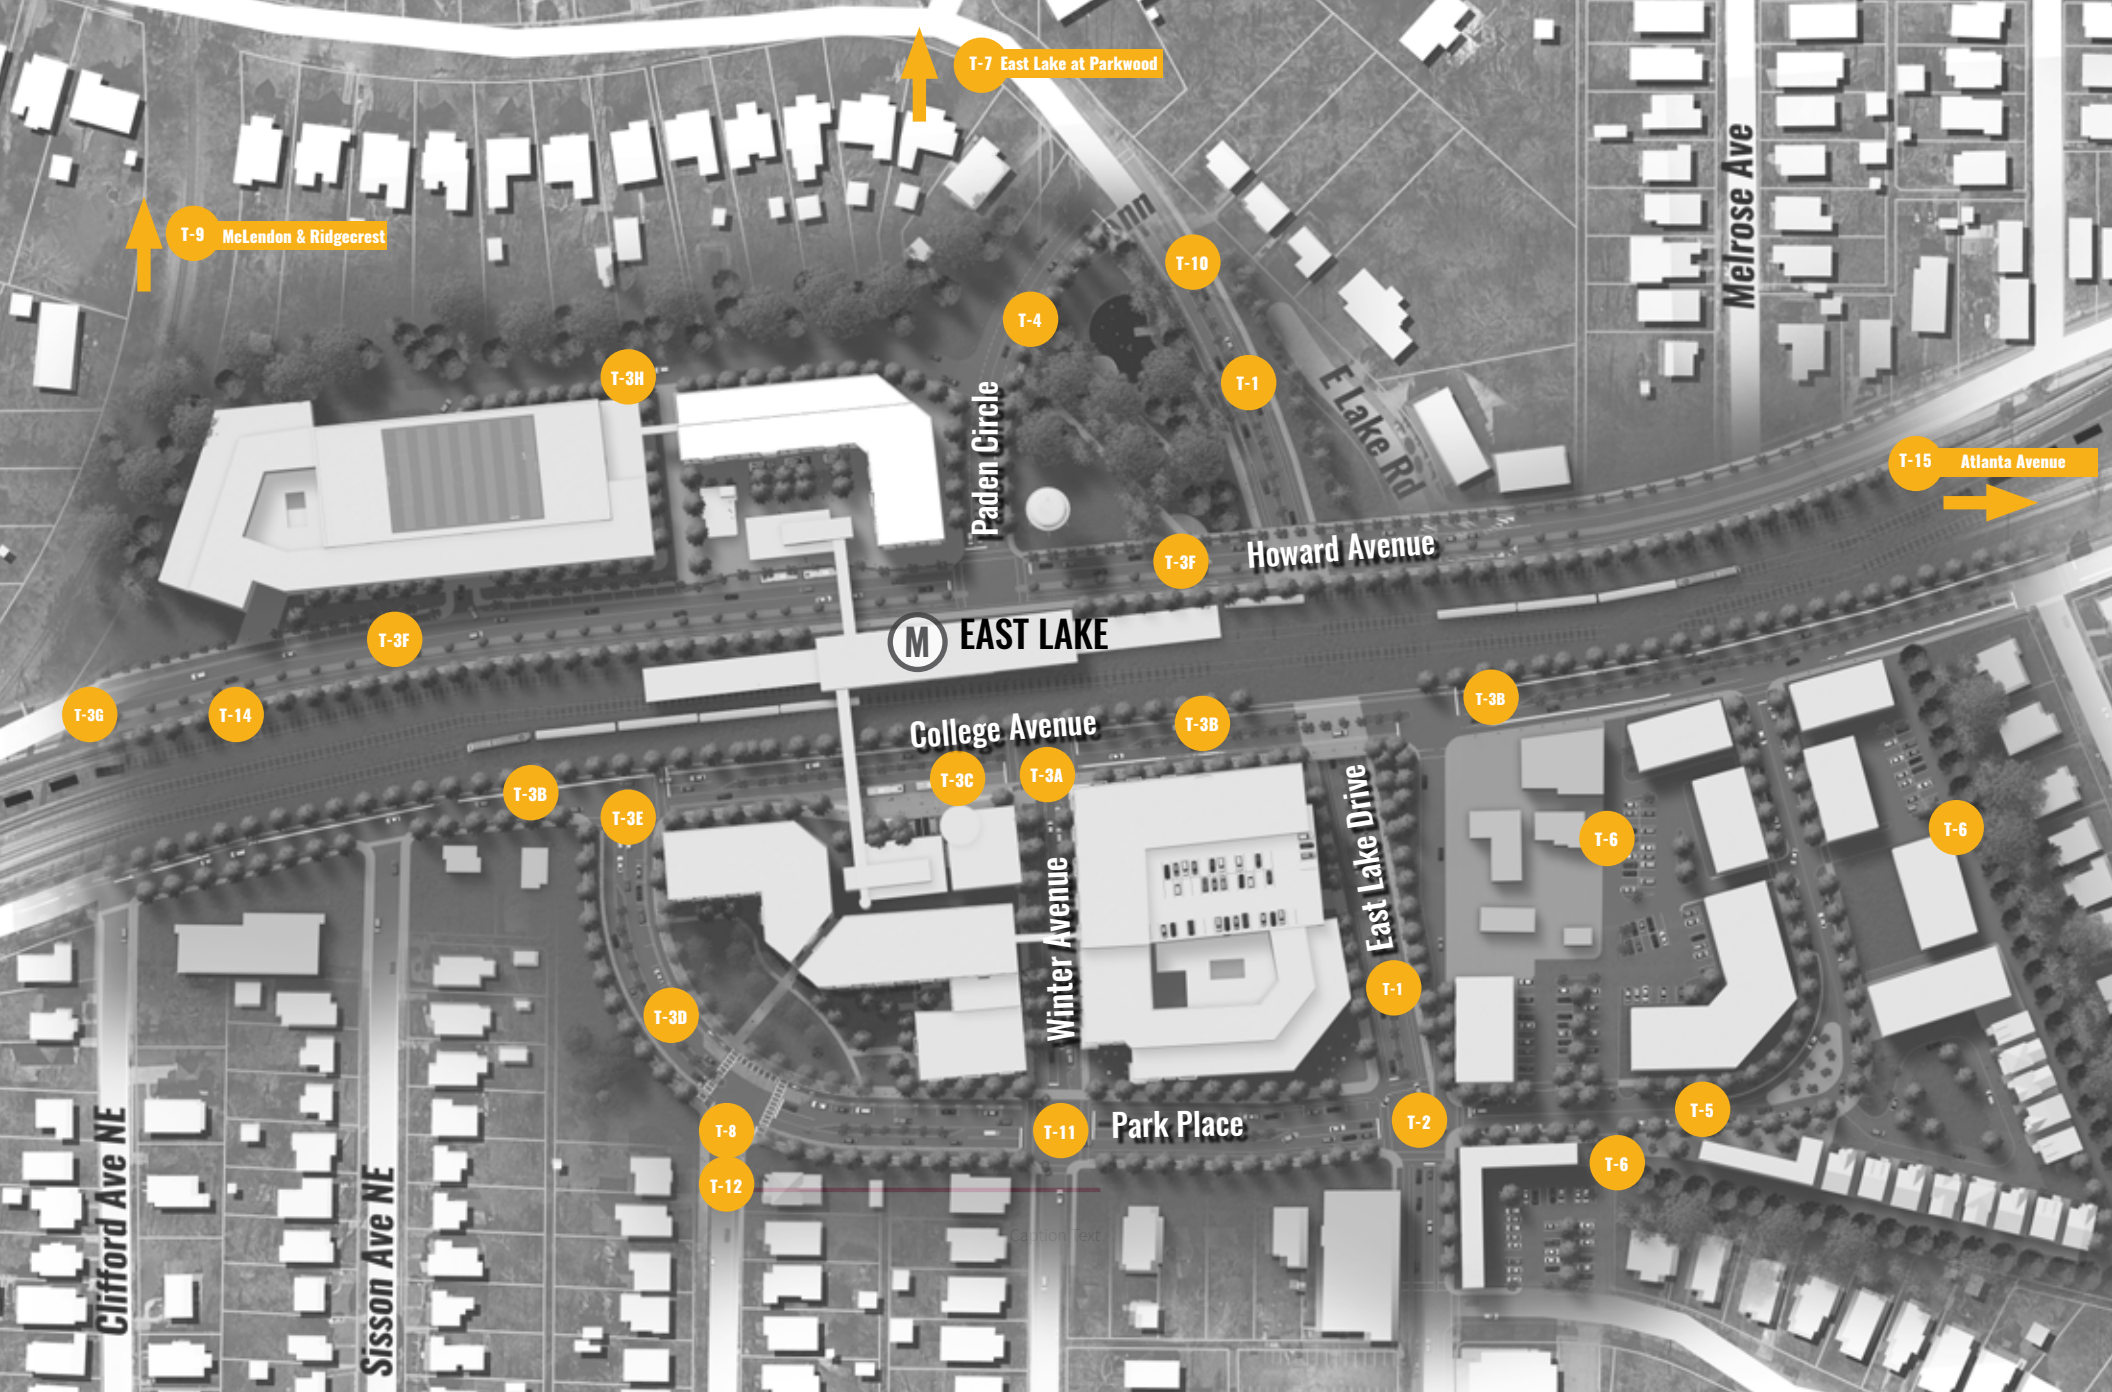 T-7 East Lake at Parkwood
Melrose Ave
T-9 McLendon & Ridgecrest
T-10
T-4
T-3H
T-1
Paden Circle
E Lake Rd
T-15 Atlanta Avenue
Howard Avenue
T-3F
T-3F
M EAST LAKE
T-3G
T-14
T-3B
College Avenue
T-3B
T-3C
T-3A
T-3B
T-3E
East Lake Drive
T-6
T-6
Winter Avenue
T-1
T-3D
T-5
T-2
Park Place
T-11
T-8
T-6
T-12
Clifford Ave NE
Sisson Ave NE
Caption Text